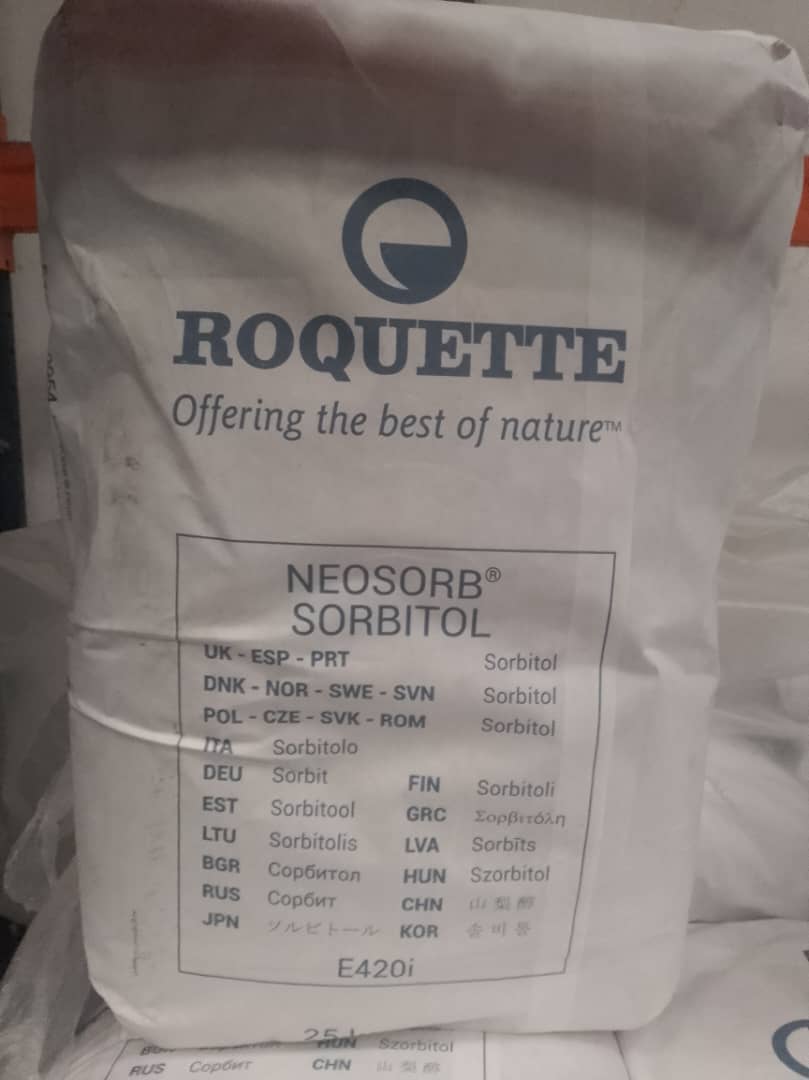 ROQUETTE
Offering the best of nature™
NEOSORB®
SORBITOL
UK - ESP - PRT Sorbitol
DNK - NOR - SWE - SVN Sorbitol
POL - CZE - SVK - ROM Sorbitol
ITA Sorbitolo
DEU Sorbit FIN Sorbitoli
EST Sorbitool GRC Σορβιτόλη
LTU Sorbitolis LVA Sorbīts
BGR Сорбитол HUN Szorbitol
RUS Сорбит CHN 山梨醇
JPN ソルビトール KOR 솔비톨
E420i
HUN Szorbitol
RUS Сорбит CHN 山梨醇